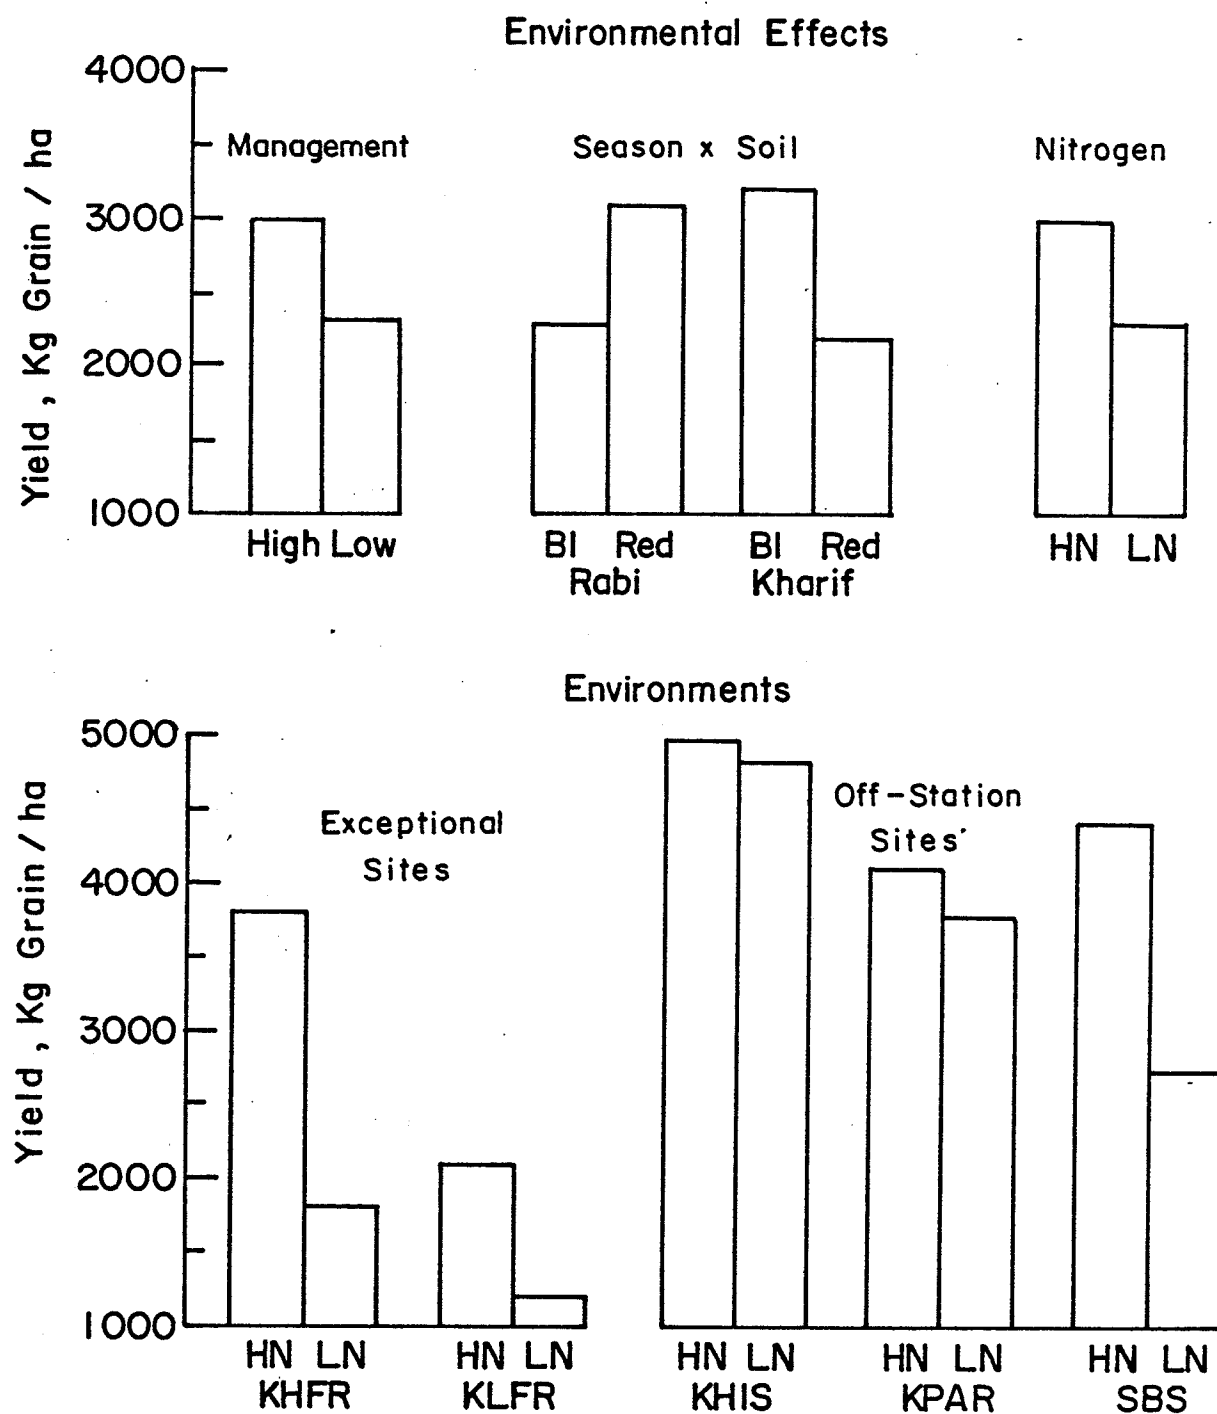 Environmental Effects
4000
3000
2000
1000
Yield, Kg Grain / ha
Management
Season x Soil
Nitrogen
High Low
Bl Red
Rabi
Bl Red
Kharif
HN LN
Environments
5000
4000
3000
2000
1000
Yield, Kg Grain / ha
Exceptional
Sites
Off-Station
Sites
HN LN
KHFR
HN LN
KLFR
HN LN
KHIS
HN LN
KPAR
HN LN
SBS